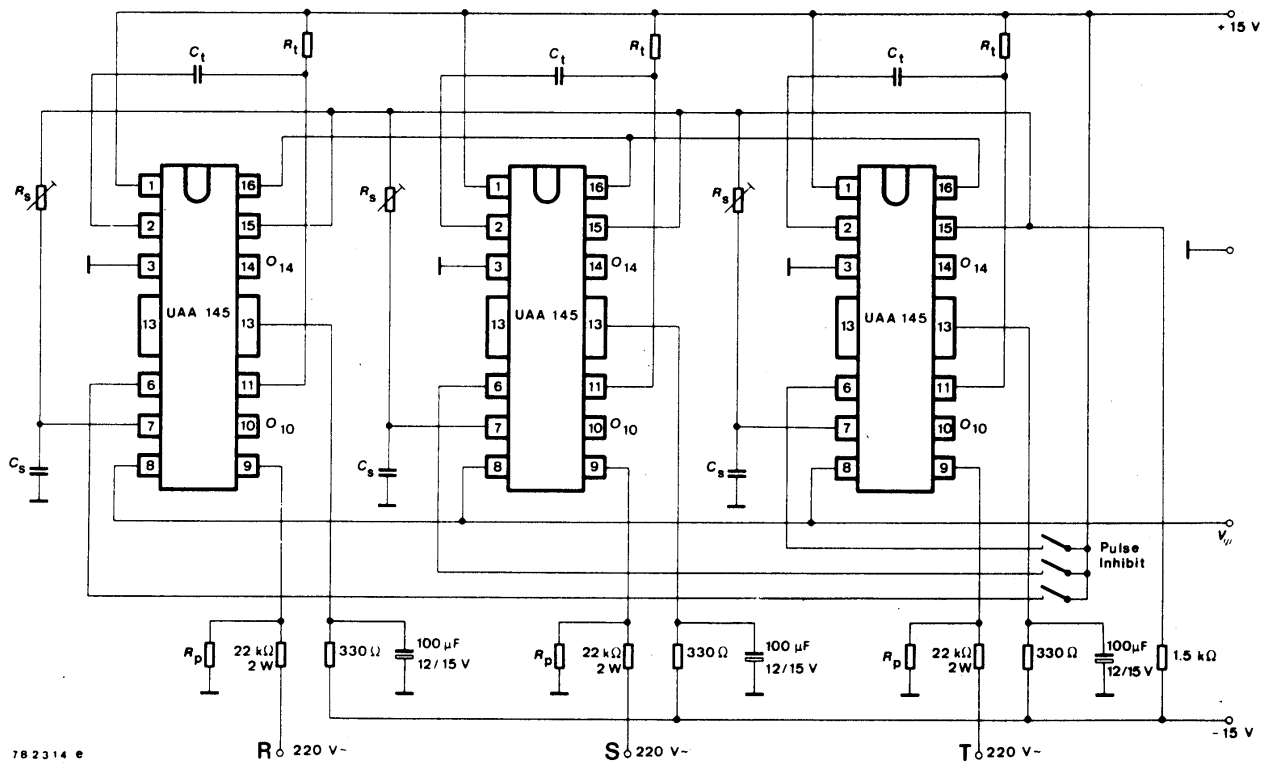 + 15 V
Rt
Rt
Rt
Ct
Ct
Ct
Rs
Rs
Rs
1 16
2 15
3 14 O14
13 UAA 145 13
6 11
7 10 O10
8 9
Cs
1 16
2 15
3 14 O14
13 UAA 145 13
6 11
7 10 O10
8 9
Cs
1 16
2 15
3 14 O14
13 UAA 145 13
6 11
7 10 O10
8 9
Cs
Vψ
Pulse
Inhibit
Rp
22 kΩ
2 W
330 Ω
100 μF
12/15 V
Rp
22 kΩ
2 W
330 Ω
100 μF
12/15 V
Rp
22 kΩ
2 W
330 Ω
100μF
12/15 V
1.5 kΩ
-15 V
782314 e
R 220 V~
S 220 V~
T 220 V~